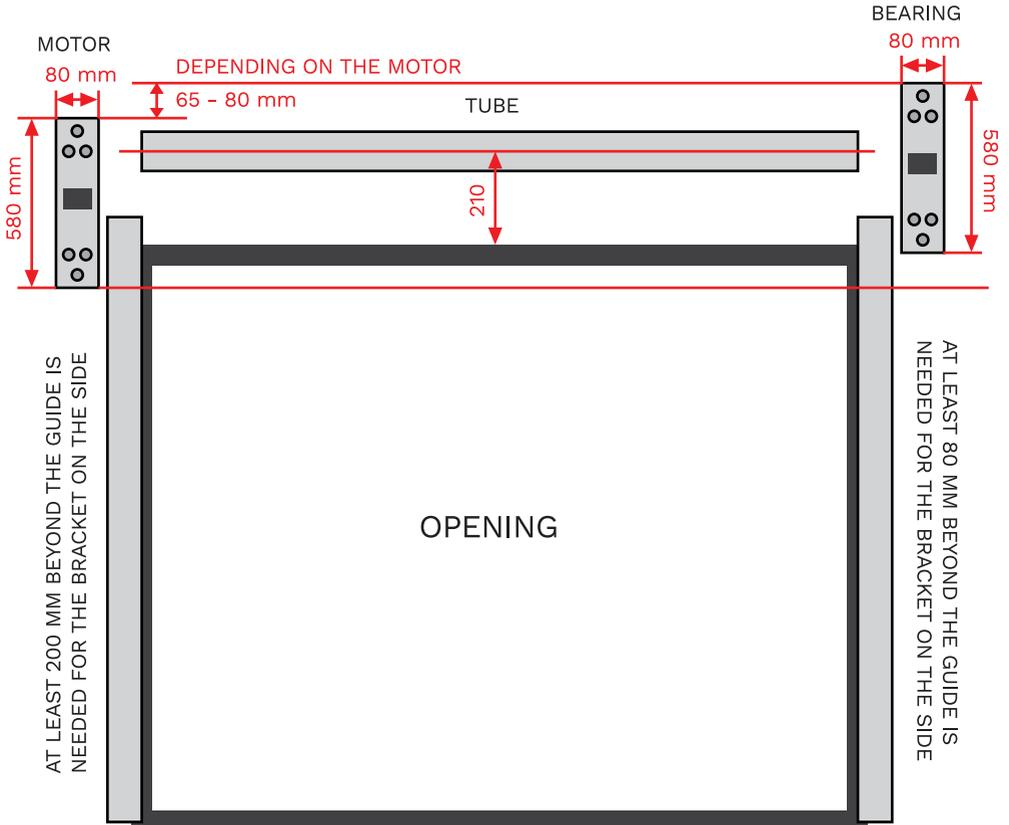 BEARING
80 mm
MOTOR
80 mm
DEPENDING ON THE MOTOR
65 - 80 mm
TUBE
580 mm
580 mm
210
OPENING
AT LEAST 200 MM BEYOND THE GUIDE IS
NEEDED FOR THE BRACKET ON THE SIDE
AT LEAST 80 MM BEYOND THE GUIDE IS
NEEDED FOR THE BRACKET ON THE SIDE